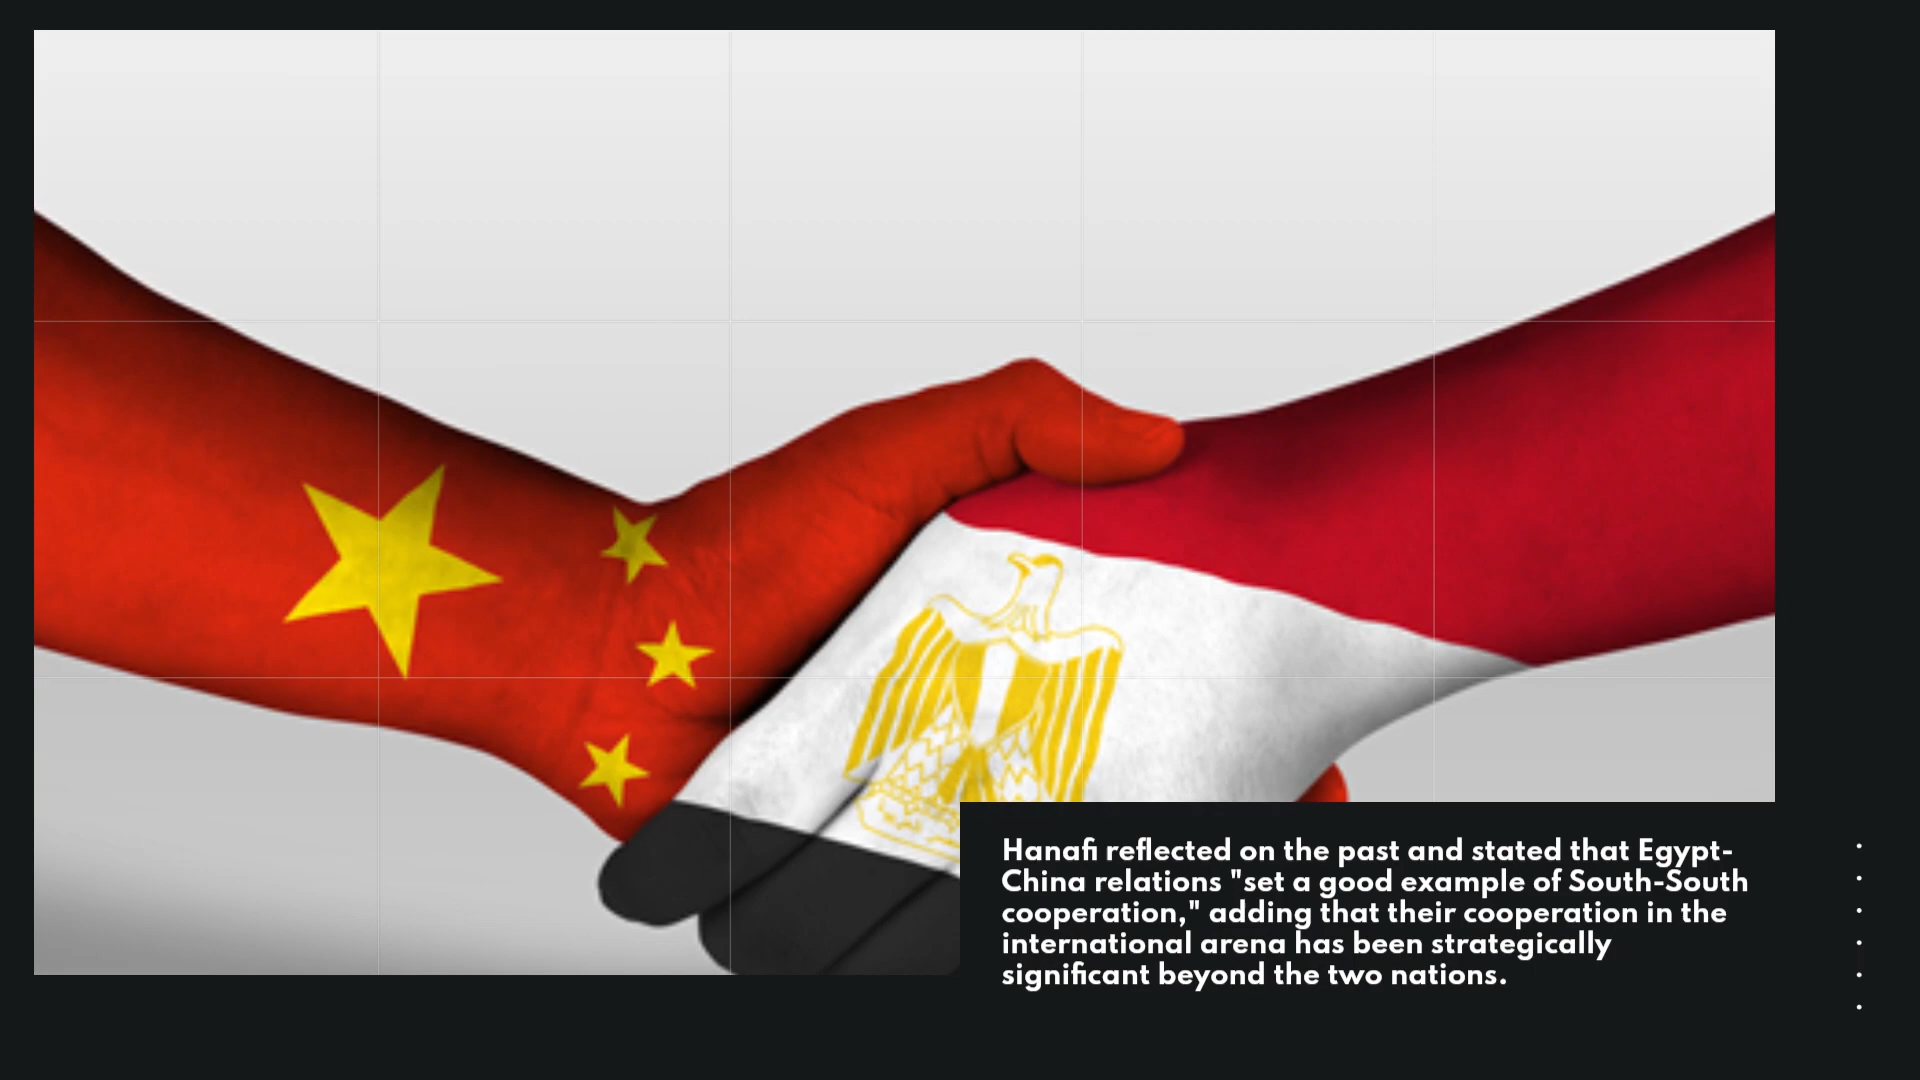 Hanafi reflected on the past and stated that Egypt-
China relations "set a good example of South-South
cooperation," adding that their cooperation in the
international arena has been strategically
significant beyond the two nations.